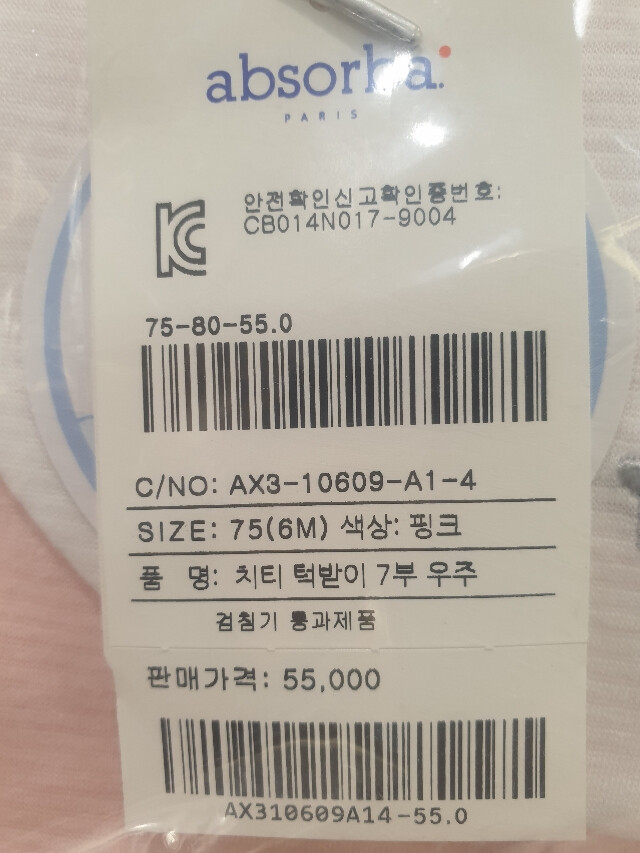 absorba.
PARIS
안전확인신고확인증번호:
CB014N017-9004
75-80-55.0
C/NO: AX3-10609-A1-4
SIZE: 75(6M) 색상: 핑크
품 명: 치티 턱받이 7부 우주
검침기 통과제품
판매가격: 55,000
AX310609A14-55.0